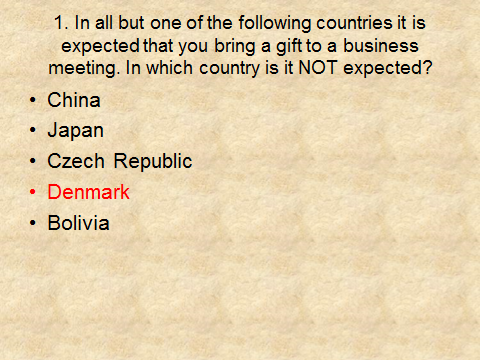 1. In all but one of the following countries it is
expected that you bring a gift to a business
meeting. In which country is it NOT expected?
• China
• Japan
• Czech Republic
• Denmark
• Bolivia